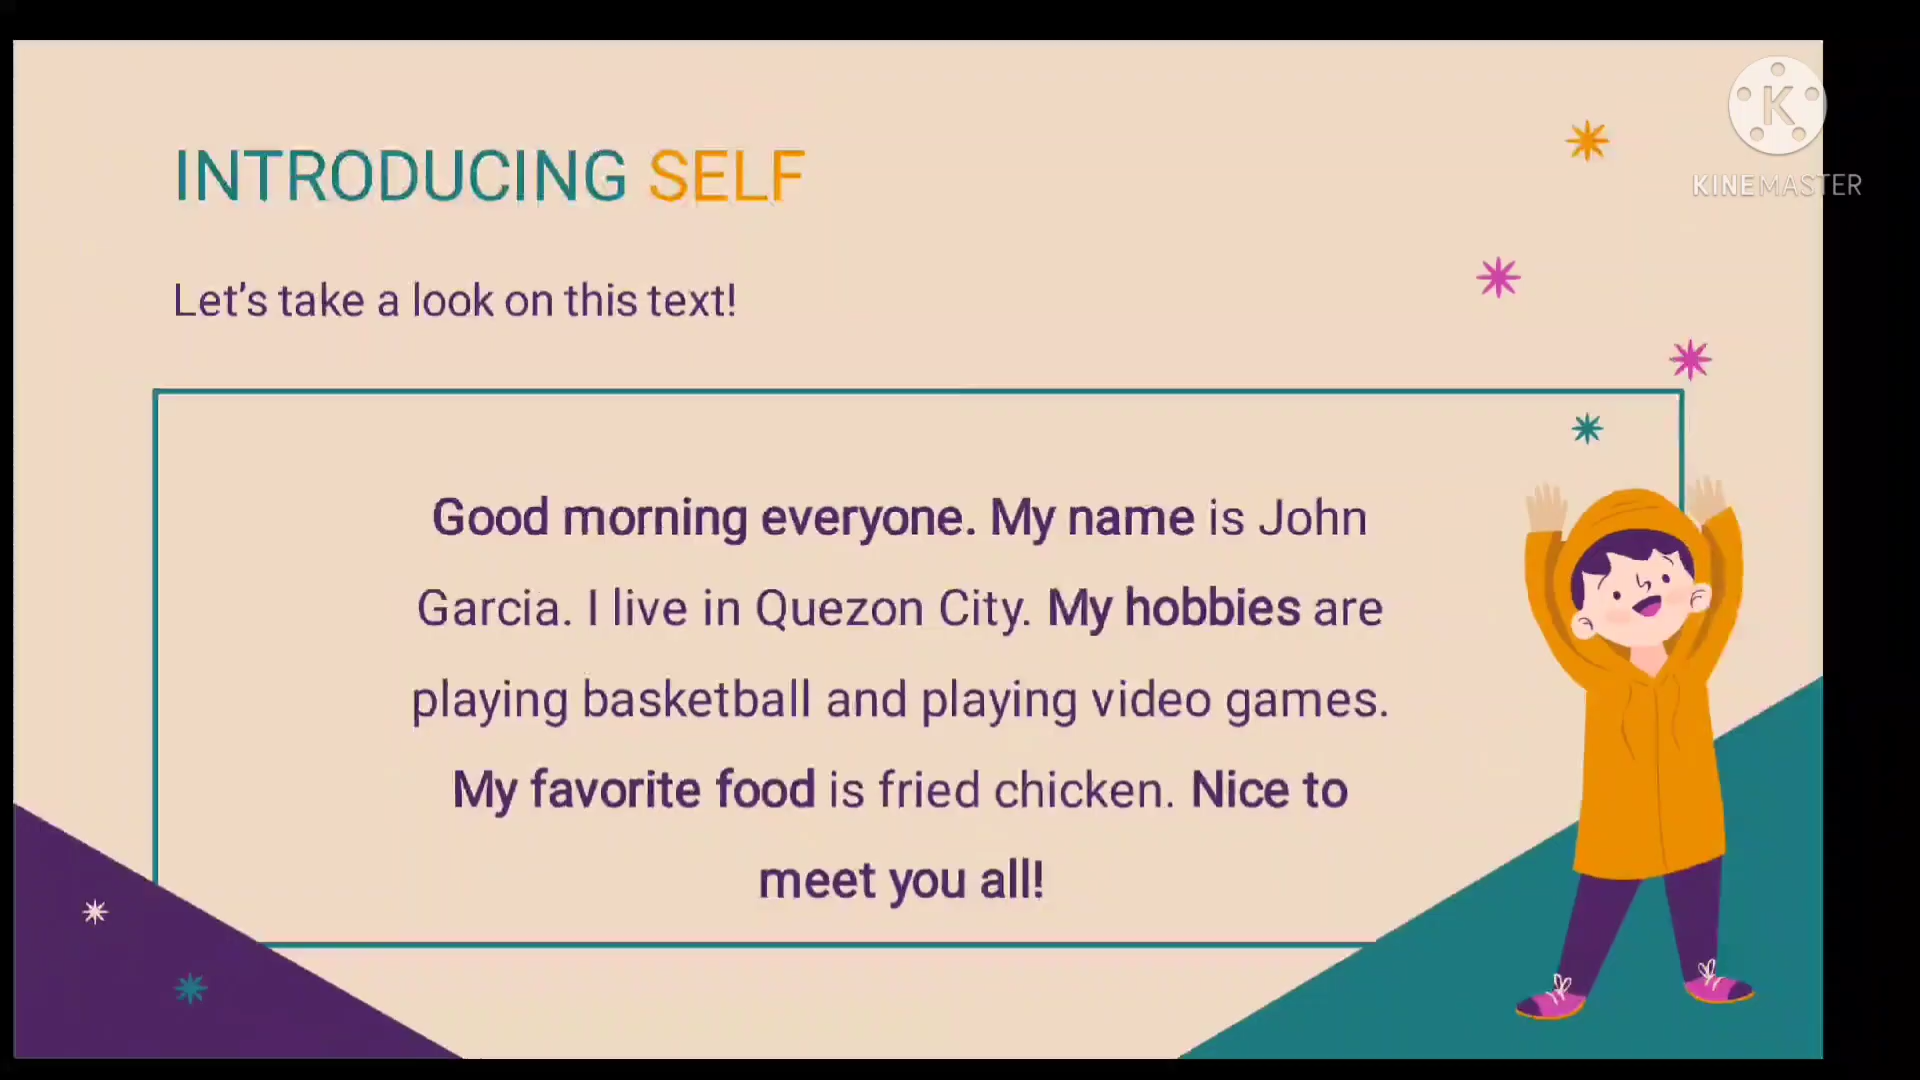 K
KINEMASTER
INTRODUCING SELF
Let's take a look on this text!
Good morning everyone. My name is John
Garcia. I live in Quezon City. My hobbies are
playing basketball and playing video games.
My favorite food is fried chicken. Nice to
meet you all!